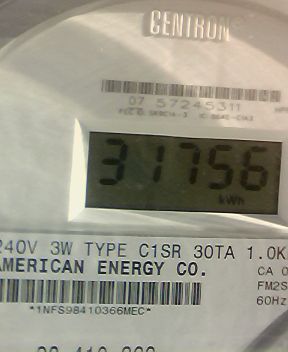 CENTRON
07 57245311
31756
kWh
240V 3W TYPE C1SR 30TA 1.0K
AMERICAN ENERGY CO.
CA 0
FM2S
60Hz
*1NFS98410366MEC*